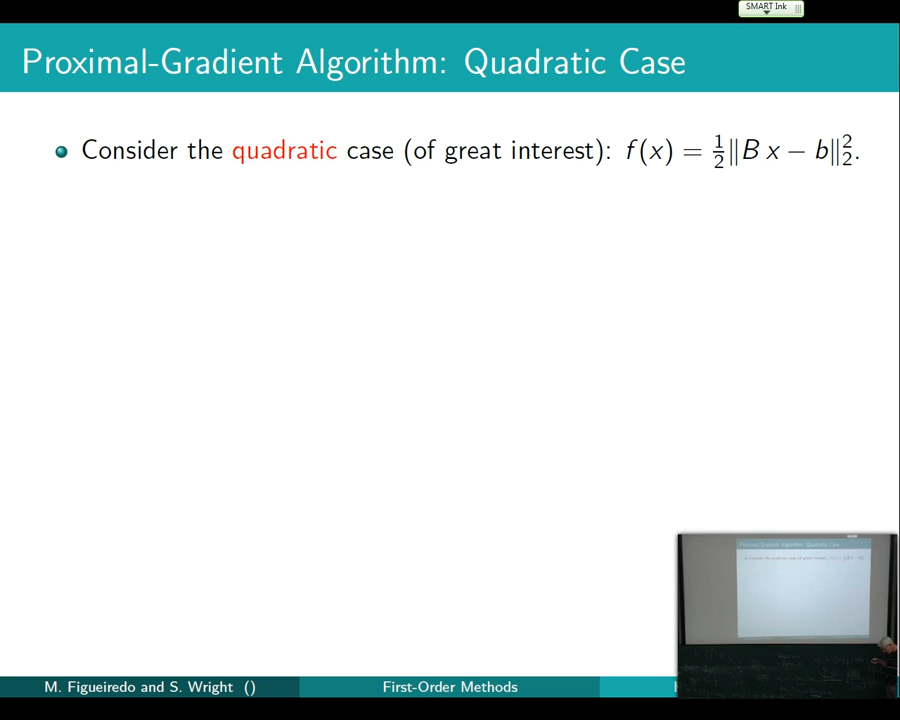 SMART Ink
Proximal-Gradient Algorithm: Quadratic Case
Consider the quadratic case (of great interest): f(x) = ½‖B x − b‖₂².
M. Figueiredo and S. Wright ()
First-Order Methods